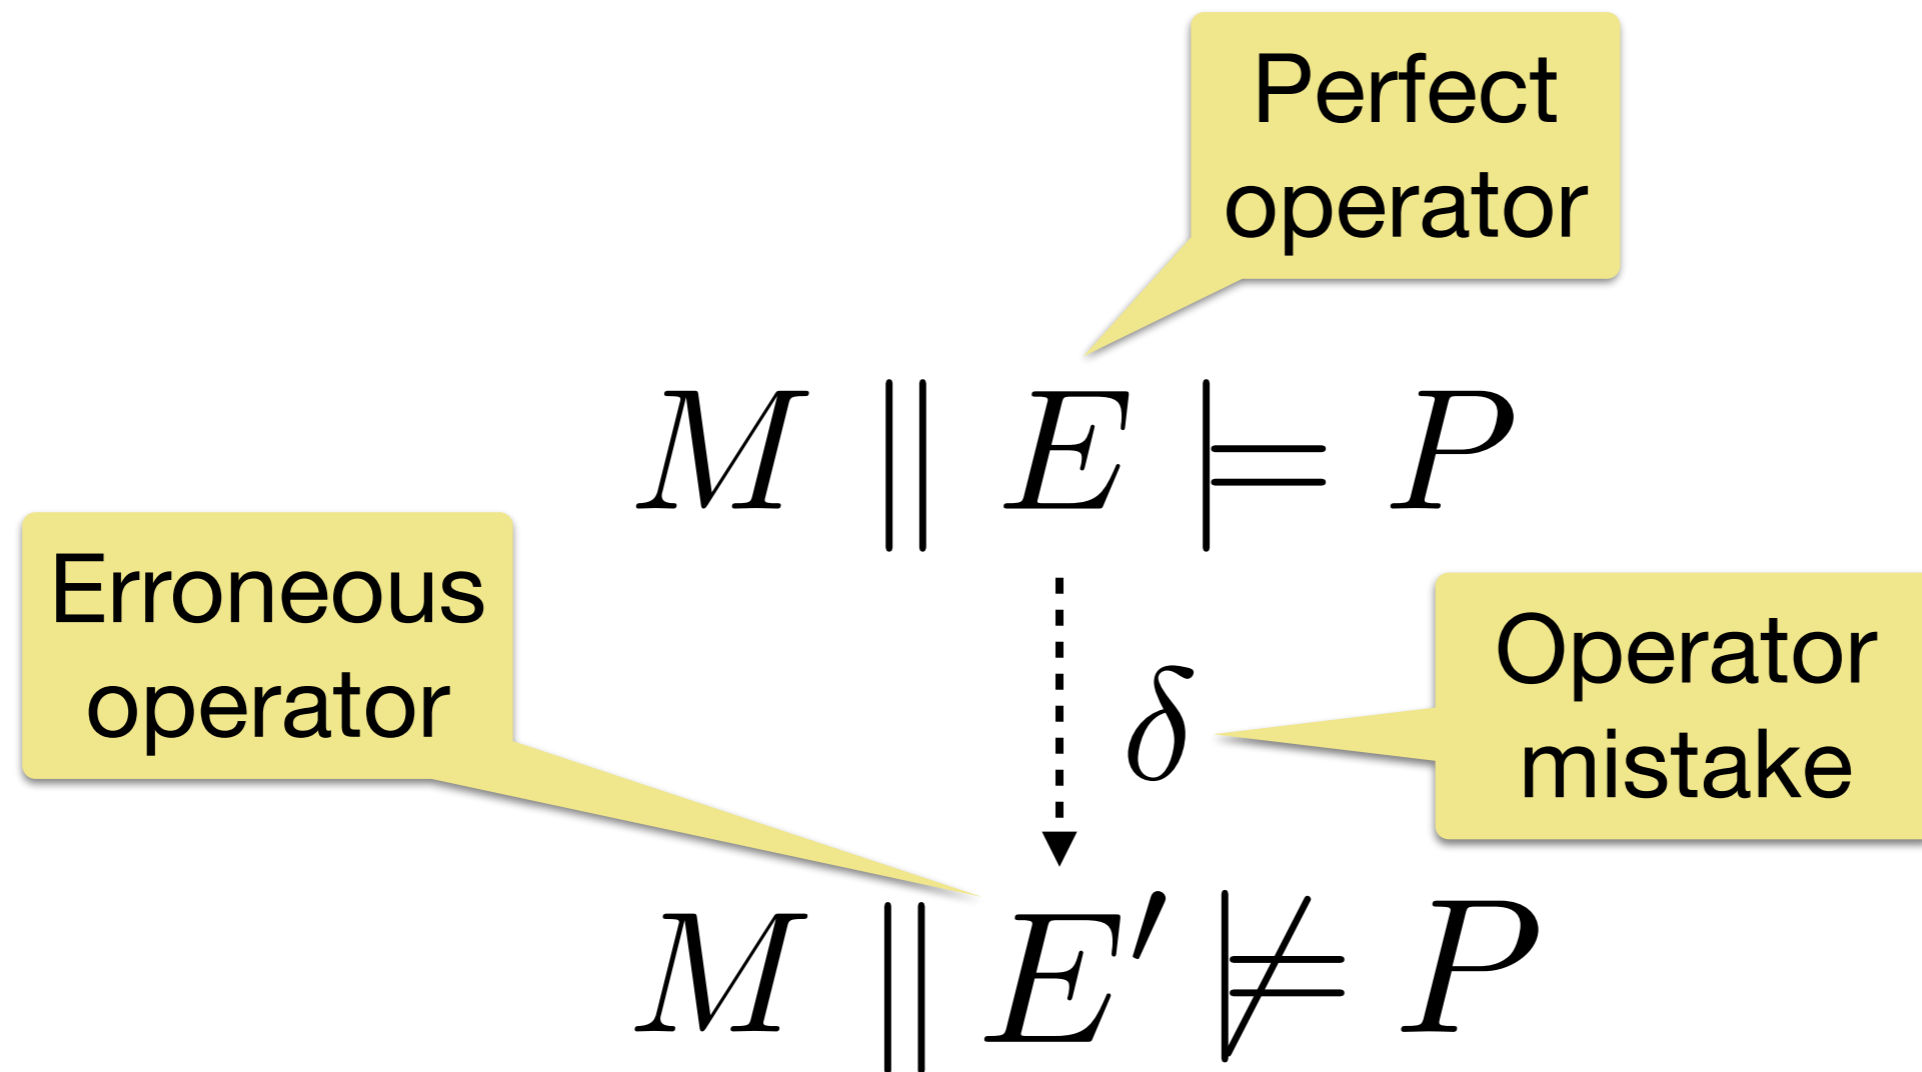 Perfect
operator
M || E ⊨ P
Erroneous
operator
δ
Operator
mistake
M || E′ ⊭ P